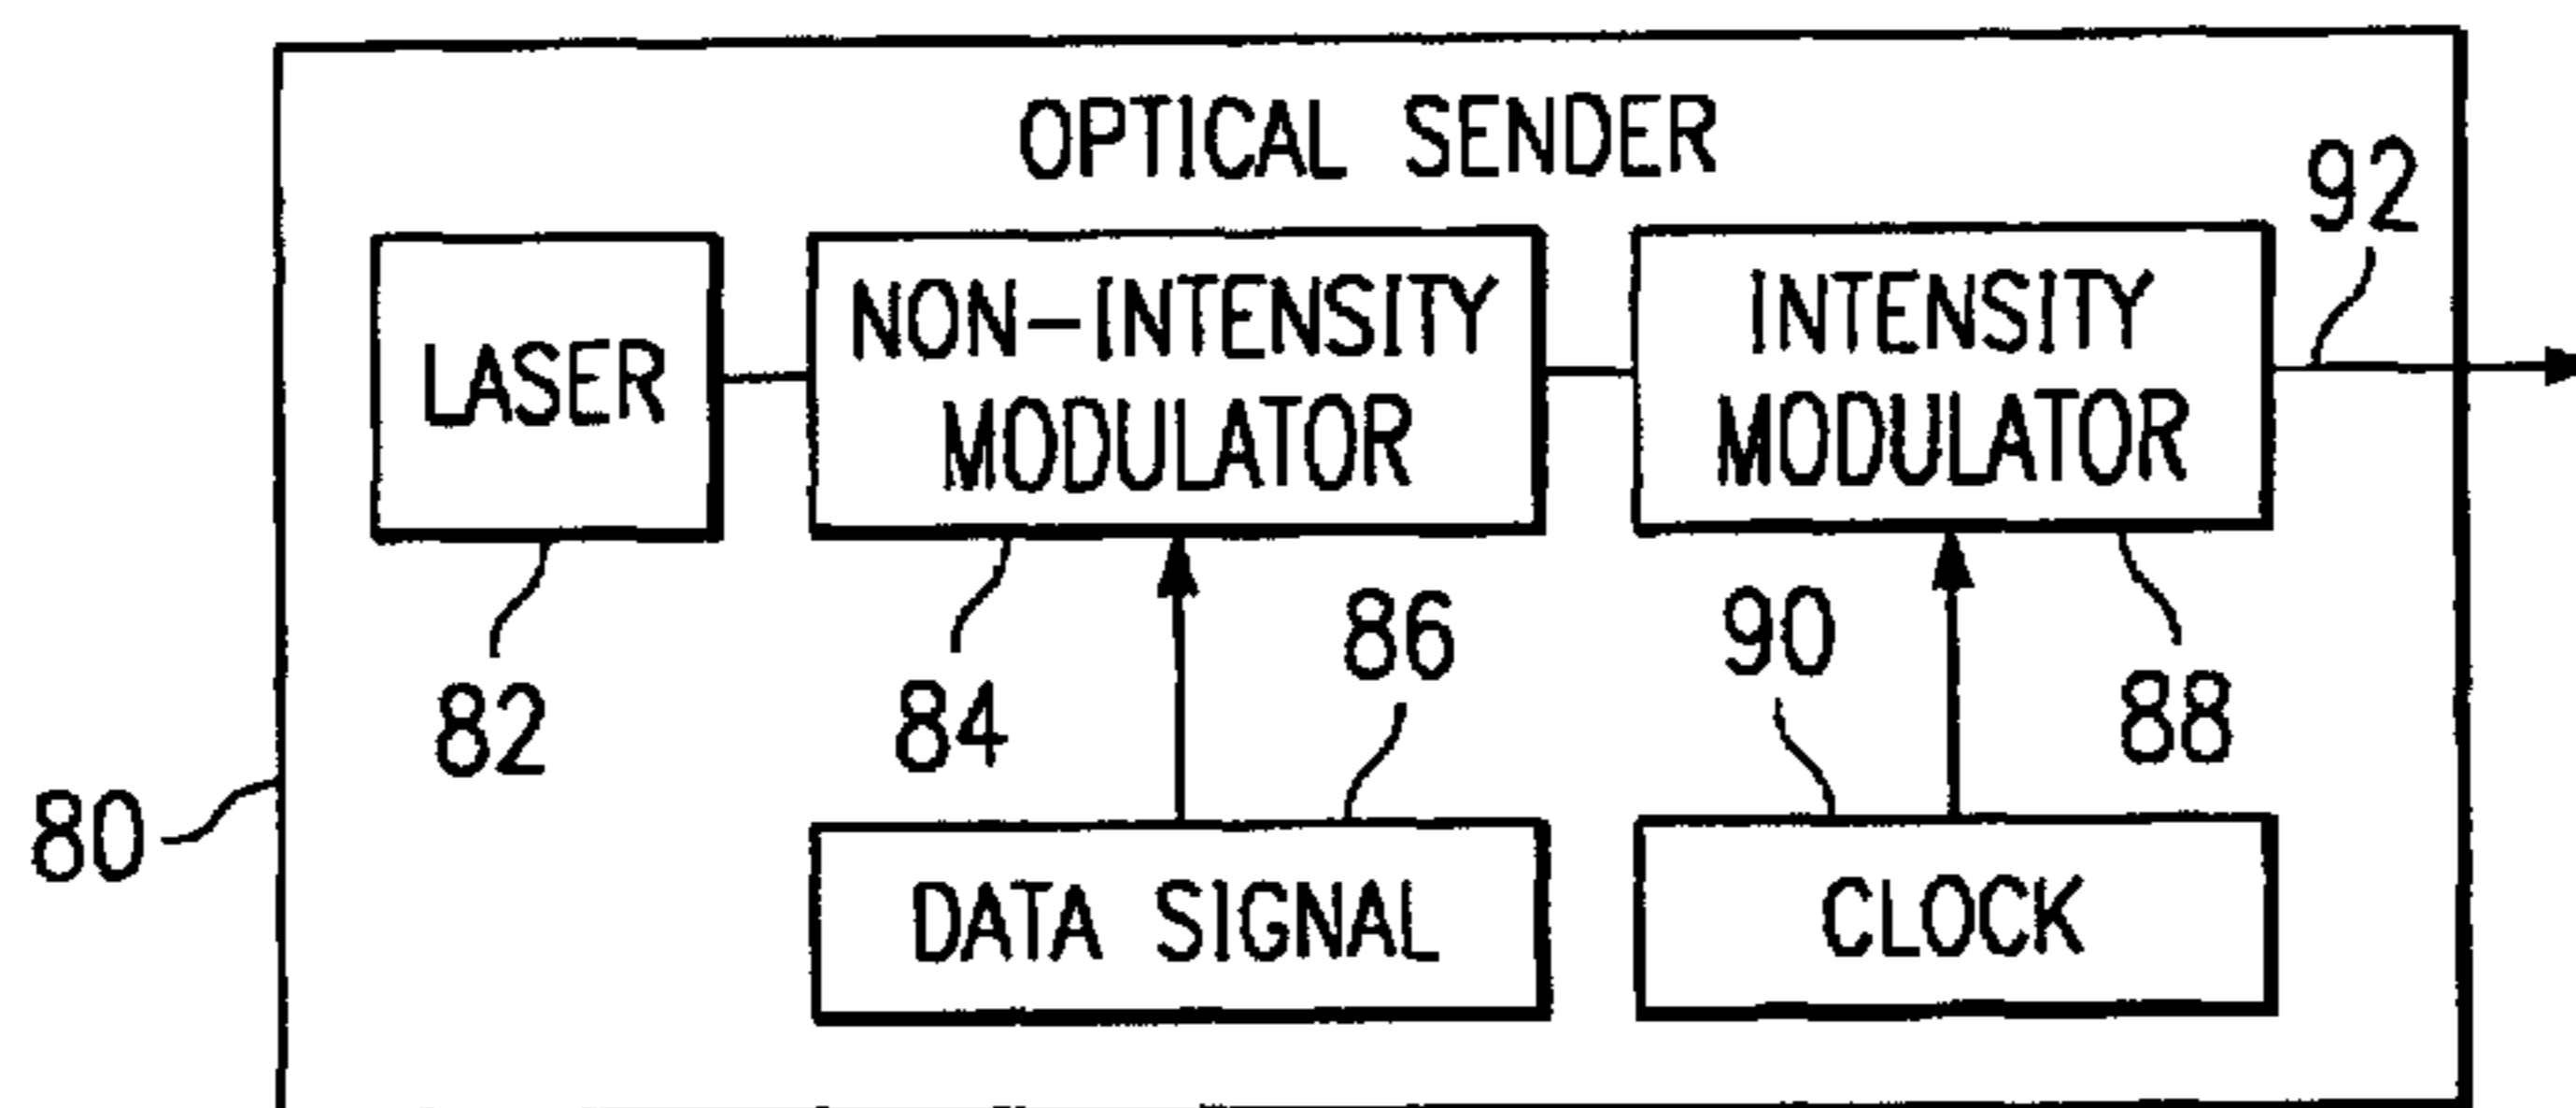 OPTICAL SENDER
92
LASER
NON-INTENSITY
MODULATOR
INTENSITY
MODULATOR
82
84
86
90
88
80
DATA SIGNAL
CLOCK